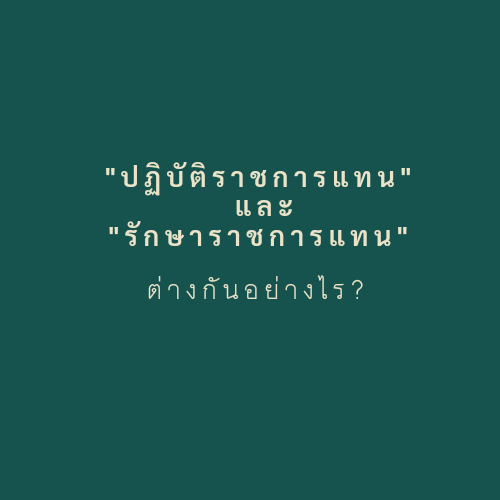 "ปฏิบัติราชการแทน"
และ
"รักษาราชการแทน"
ต่างกันอย่างไร?